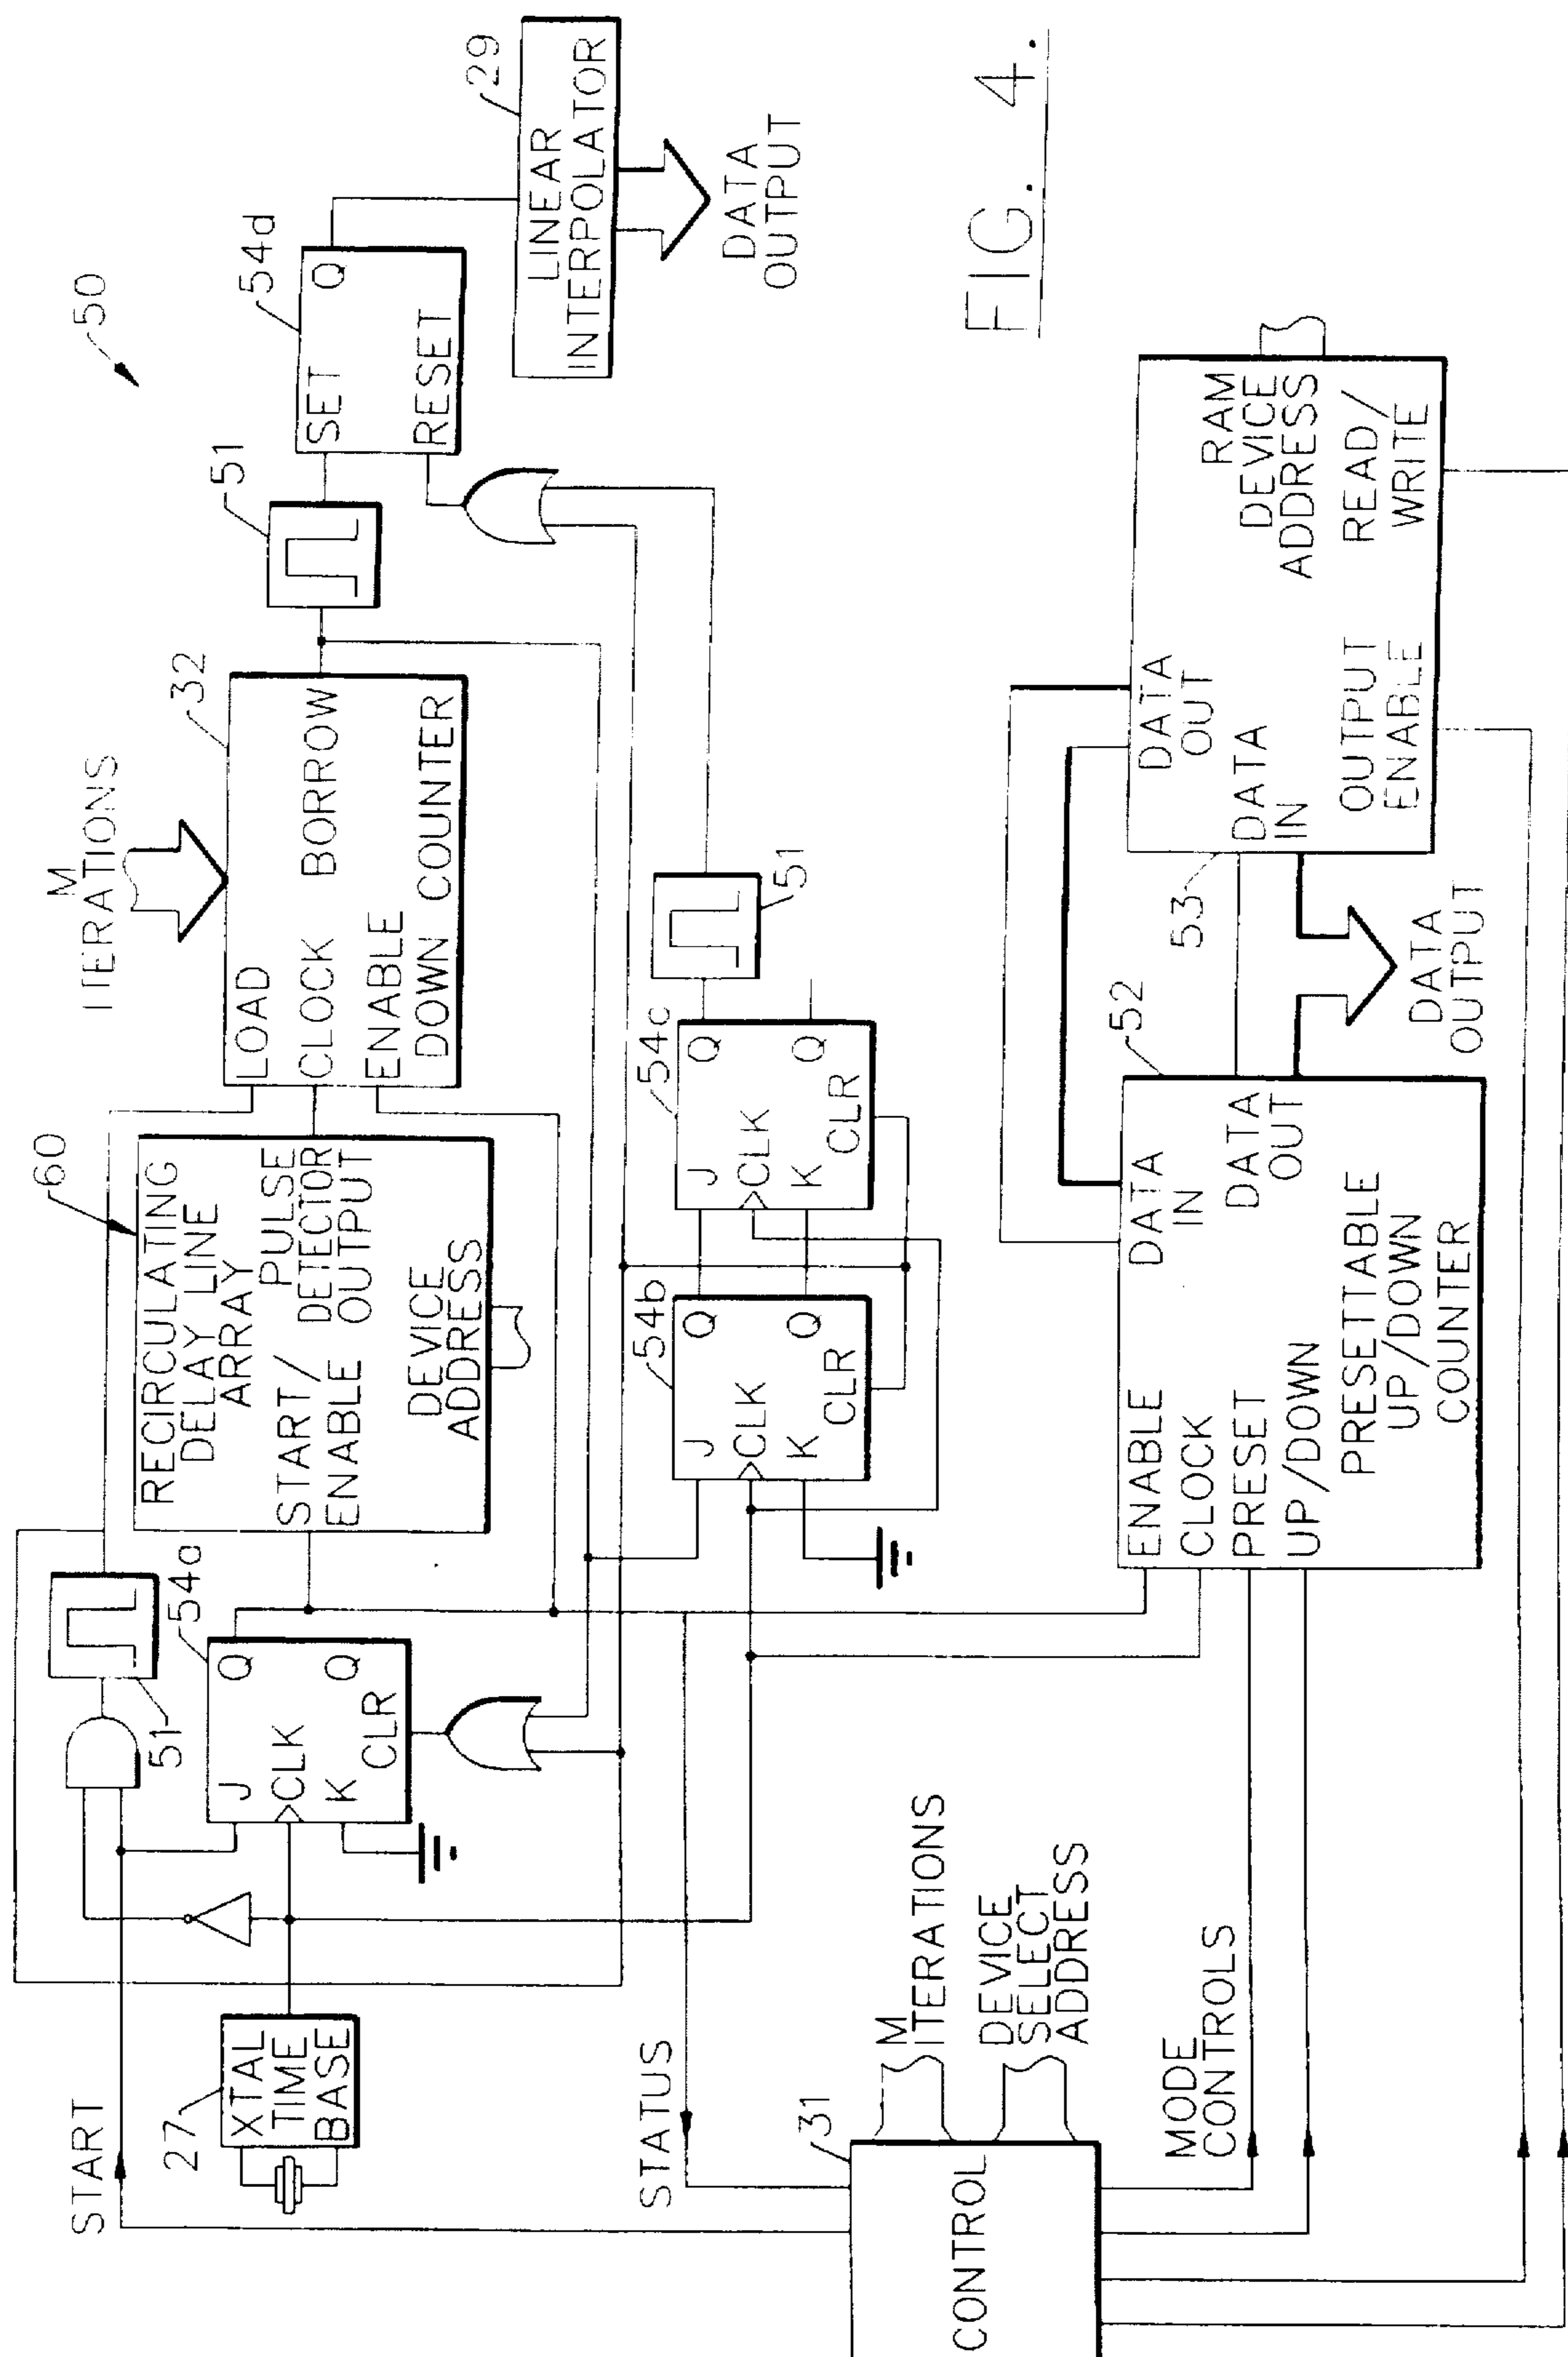 50
START
27
XTAL
TIME
BASE
51
54a
J
CLK
K
Q
Q
CLR
60
RECIRCULATING
DELAY LINE
ARRAY
START/
ENABLE
PULSE
DETECTOR
OUTPUT
DEVICE
ADDRESS
M
ITERATIONS
32
LOAD
CLOCK
BORROW
ENABLE
DOWN COUNTER
51
54d
SET
Q
RESET
29
LINEAR
INTERPOLATOR
DATA
OUTPUT
54b
J
CLK
K
Q
Q
CLR
54c
J
CLK
K
Q
Q
CLR
51
STATUS
31
CONTROL
M
ITERATIONS
DEVICE
SELECT
ADDRESS
MODE
CONTROLS
52
ENABLE
CLOCK
PRESET
UP/DOWN
DATA
IN
DATA
OUT
PRESETTABLE
UP/DOWN
COUNTER
DATA
OUTPUT
53
DATA
OUT
DATA
IN
OUTPUT
ENABLE
RAM
DEVICE
ADDRESS
READ/
WRITE
FIG. 4.